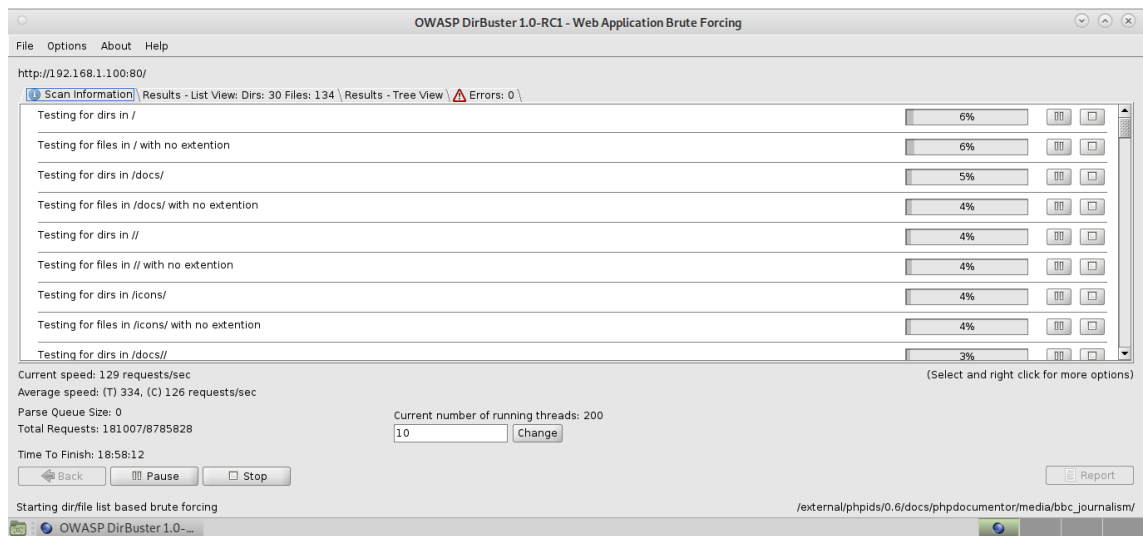 OWASP DirBuster 1.0-RC1 - Web Application Brute Forcing
File Options About Help
http://192.168.1.100:80/
Scan Information Results - List View: Dirs: 30 Files: 134 Results - Tree View Errors: 0
Testing for dirs in / 6%
Testing for files in / with no extention 6%
Testing for dirs in /docs/ 5%
Testing for files in /docs/ with no extention 4%
Testing for dirs in // 4%
Testing for files in // with no extention 4%
Testing for dirs in /icons/ 4%
Testing for files in /icons/ with no extention 4%
Testing for dirs in /docs// 3%
Current speed: 129 requests/sec (Select and right click for more options)
Average speed: (T) 334, (C) 126 requests/sec
Parse Queue Size: 0 Current number of running threads: 200
Total Requests: 181007/8785828 10 Change
Time To Finish: 18:58:12
Back Pause Stop Report
Starting dir/file list based brute forcing /external/phpids/0.6/docs/phpdocumentor/media/bbc_journalism/
OWASP DirBuster 1.0-...